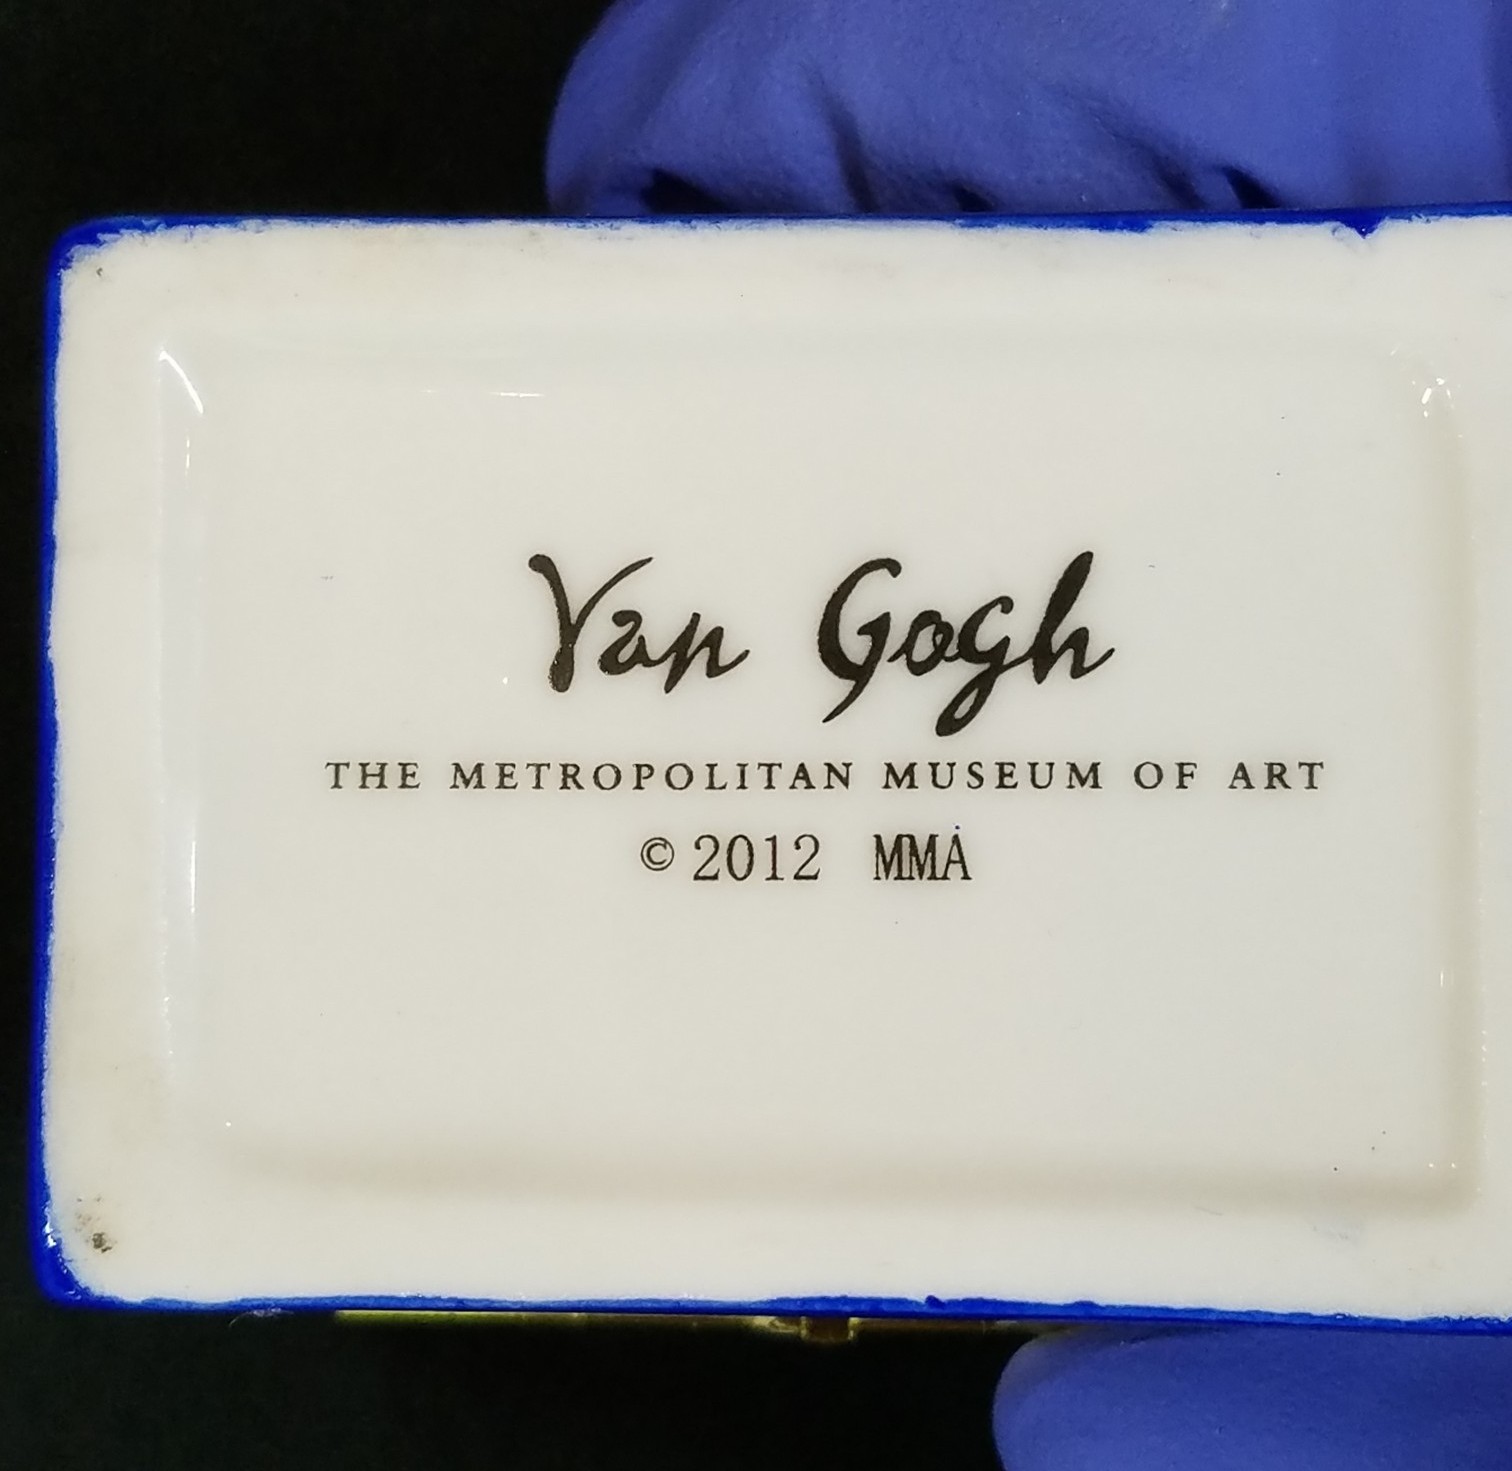 Van Gogh
THE METROPOLITAN MUSEUM OF ART
© 2012 MMA